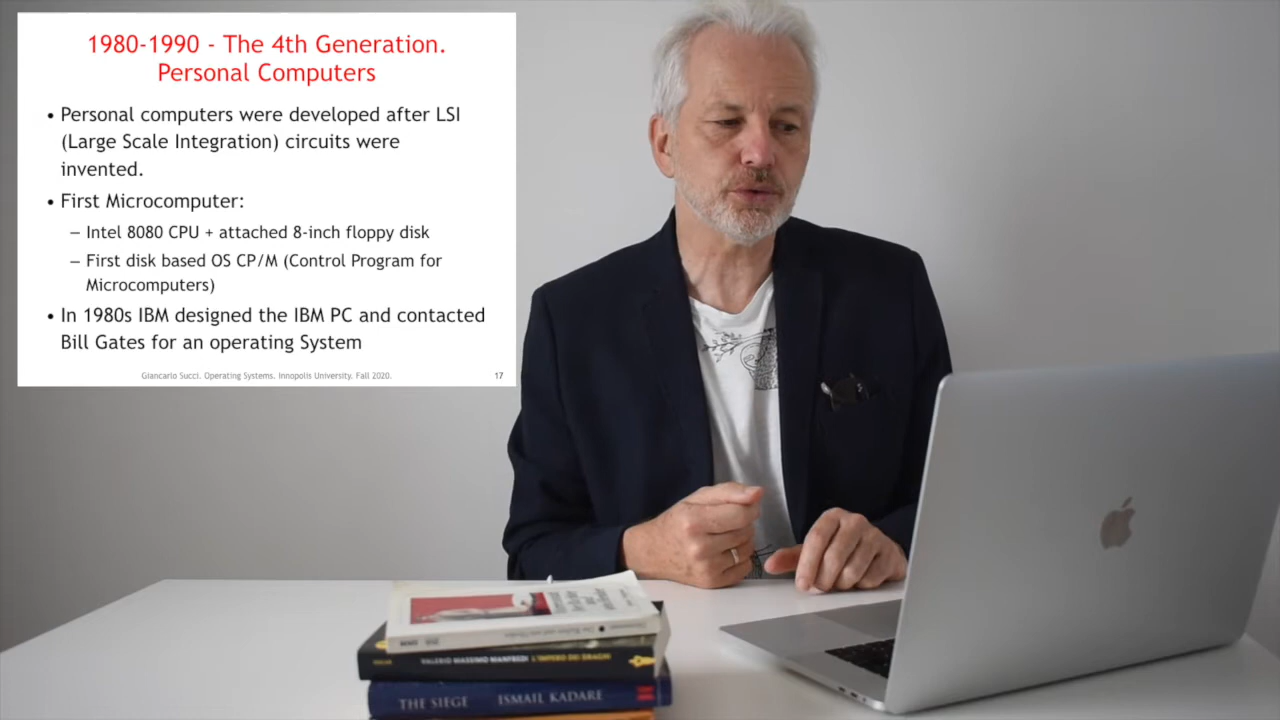 1980-1990 - The 4th Generation.
Personal Computers
• Personal computers were developed after LSI
(Large Scale Integration) circuits were
invented.
• First Microcomputer:
– Intel 8080 CPU + attached 8-inch floppy disk
– First disk based OS CP/M (Control Program for
Microcomputers)
• In 1980s IBM designed the IBM PC and contacted
Bill Gates for an operating System
Giancarlo Succi. Operating Systems. Innopolis University. Fall 2020.
17
VALERIO MASSIMO MANFREDI L'IMPERO DEI DRAGHI
THE SIEGE ISMAIL KADARE